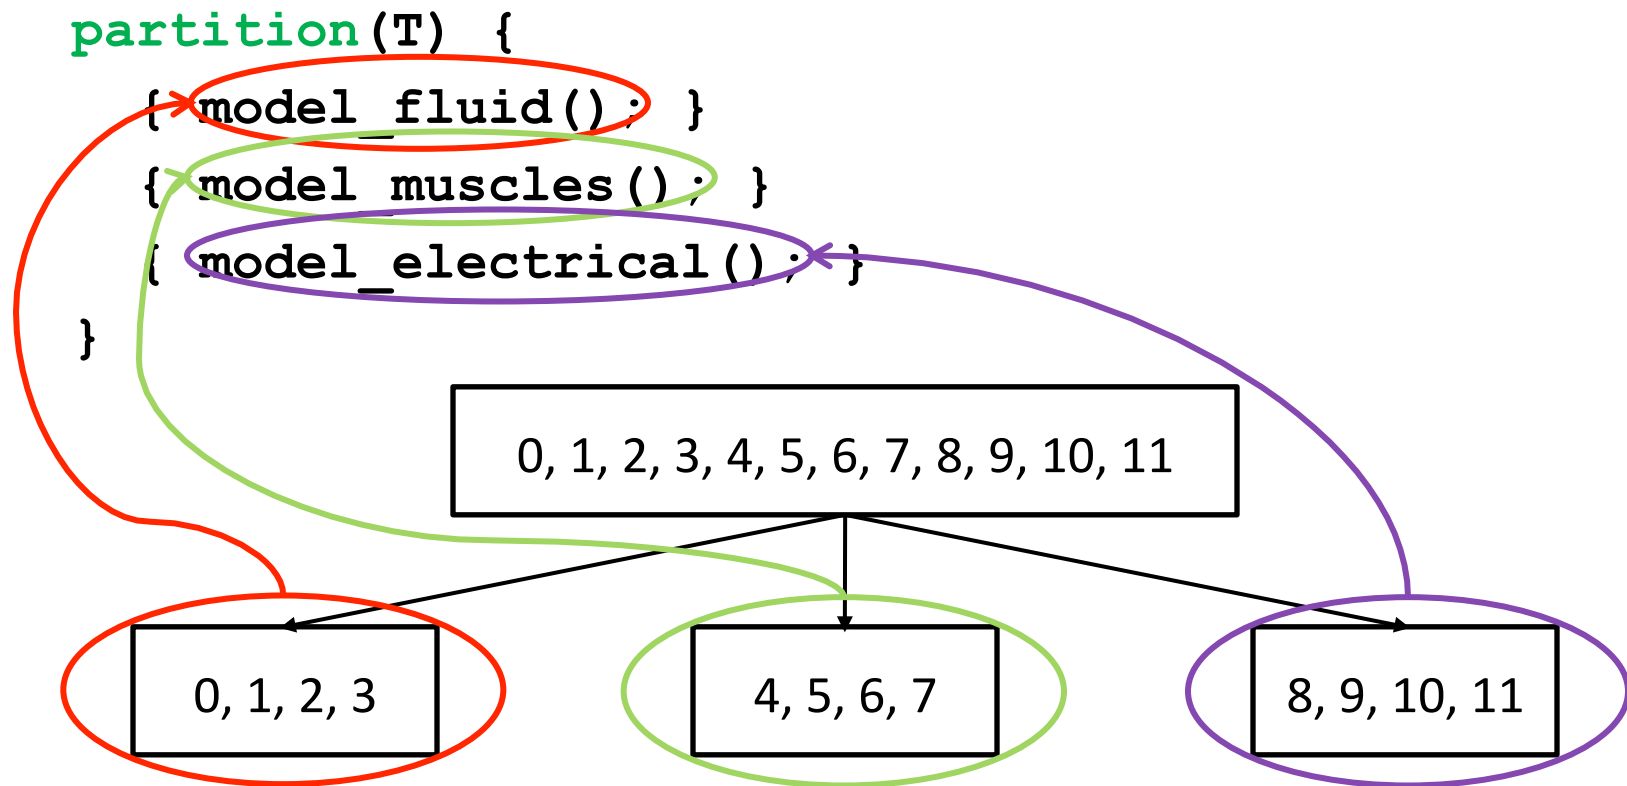 partition(T) {
{ model_fluid(); }
{ model_muscles(); }
{ model_electrical(); }
}
0, 1, 2, 3, 4, 5, 6, 7, 8, 9, 10, 11
0, 1, 2, 3
4, 5, 6, 7
8, 9, 10, 11